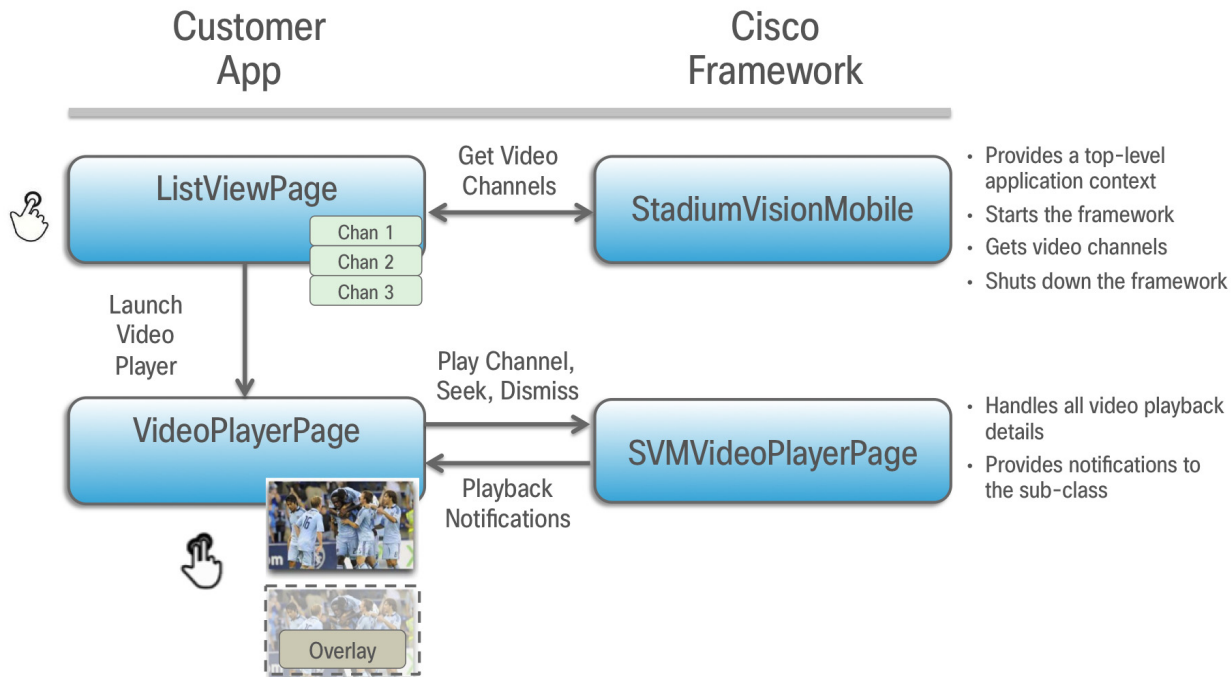 Customer
App
Cisco
Framework
ListViewPage
Chan 1
Chan 2
Chan 3
Get Video
Channels
StadiumVisionMobile
• Provides a top-level
application context
• Starts the framework
• Gets video channels
• Shuts down the framework
Launch
Video
Player
VideoPlayerPage
Play Channel,
Seek, Dismiss
Playback
Notifications
SVMVideoPlayerPage
• Handles all video playback
details
• Provides notifications to
the sub-class
16
om
Overlay